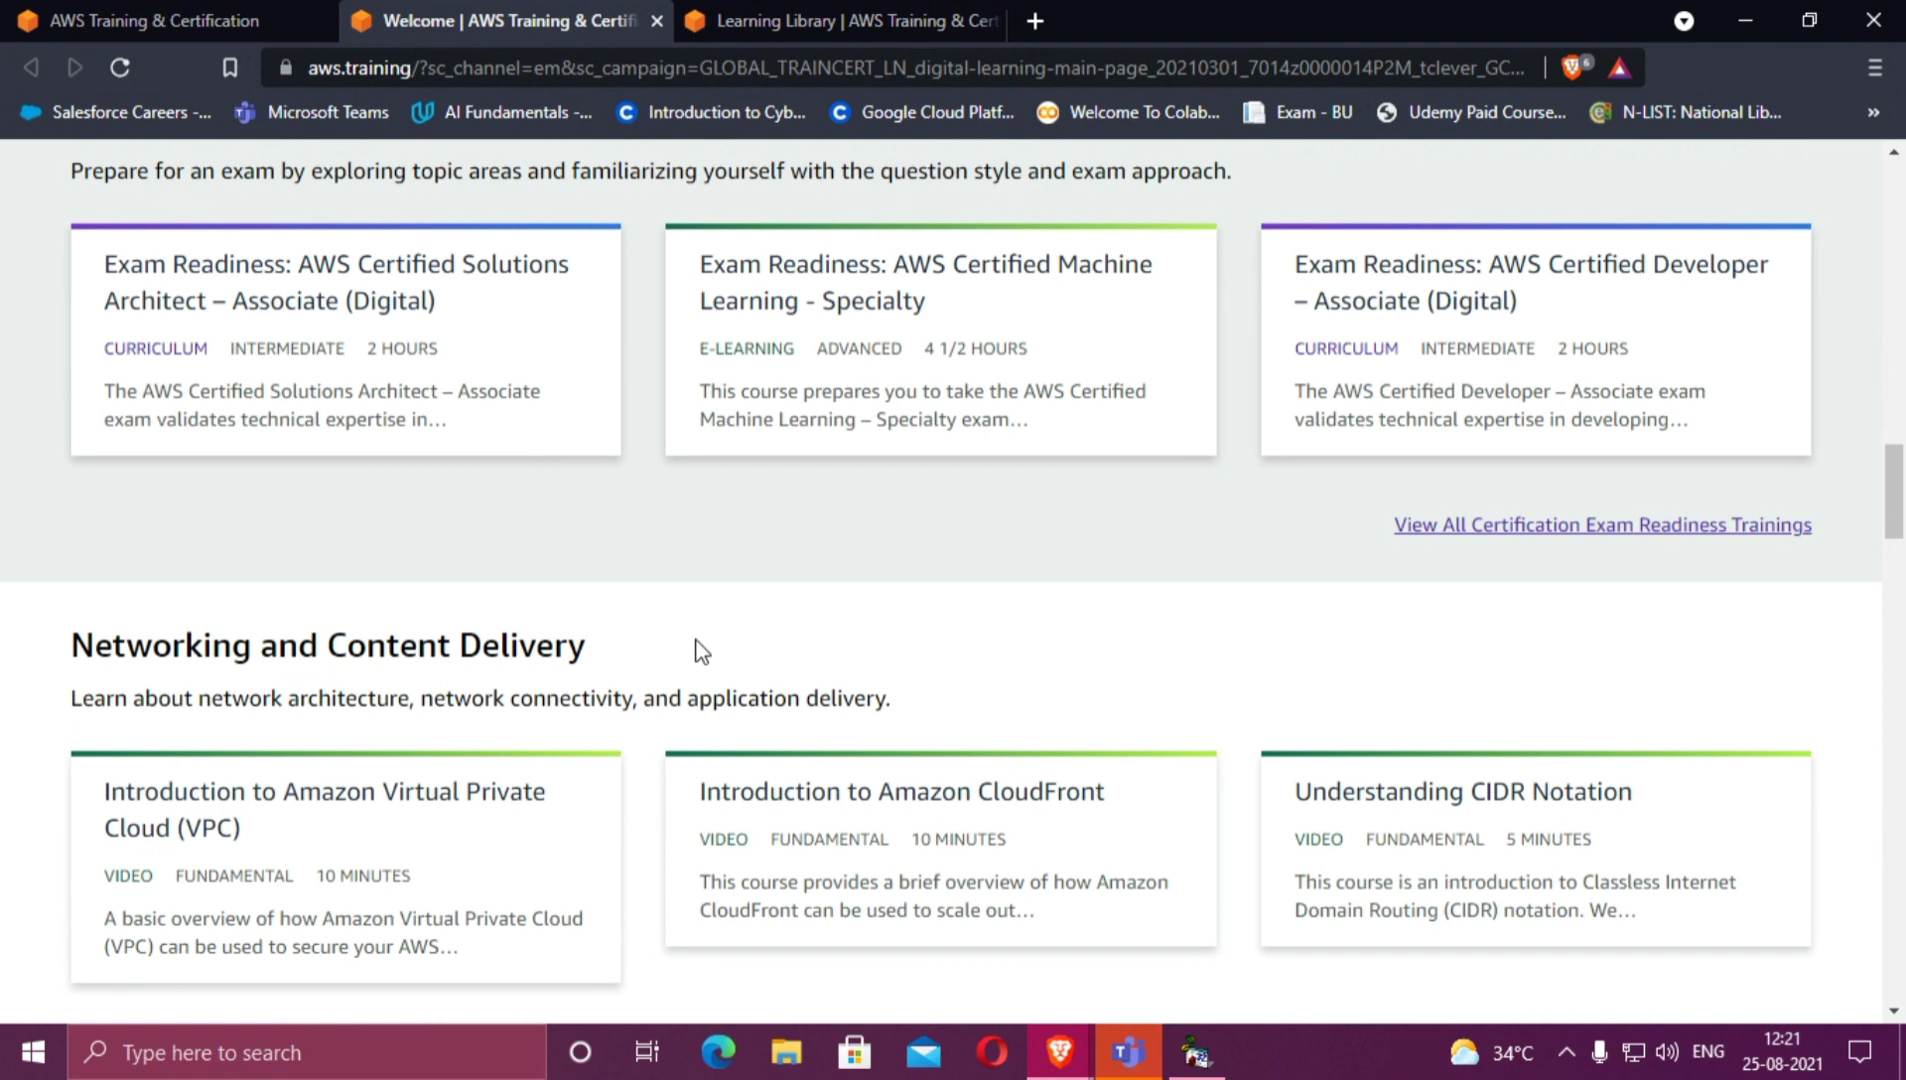 AWS Training & Certification
Welcome | AWS Training & Certifi
Learning Library | AWS Training & Cert
aws.training/?sc_channel=em&sc_campaign=GLOBAL_TRAINCERT_LN_digital-learning-main-page_20210301_7014z0000014P2M_tclever_GC...
6
Salesforce Careers -...
Microsoft Teams
AI Fundamentals -...
Introduction to Cyb...
Google Cloud Platf...
Welcome To Colab...
Exam - BU
Udemy Paid Course...
N-LIST: National Lib...
»
Prepare for an exam by exploring topic areas and familiarizing yourself with the question style and exam approach.
Exam Readiness: AWS Certified Solutions
Architect – Associate (Digital)
CURRICULUM INTERMEDIATE 2 HOURS
The AWS Certified Solutions Architect – Associate
exam validates technical expertise in...
Exam Readiness: AWS Certified Machine
Learning - Specialty
E-LEARNING ADVANCED 4 1/2 HOURS
This course prepares you to take the AWS Certified
Machine Learning – Specialty exam...
Exam Readiness: AWS Certified Developer
– Associate (Digital)
CURRICULUM INTERMEDIATE 2 HOURS
The AWS Certified Developer – Associate exam
validates technical expertise in developing...
View All Certification Exam Readiness Trainings
Networking and Content Delivery
Learn about network architecture, network connectivity, and application delivery.
Introduction to Amazon Virtual Private
Cloud (VPC)
VIDEO FUNDAMENTAL 10 MINUTES
A basic overview of how Amazon Virtual Private Cloud
(VPC) can be used to secure your AWS...
Introduction to Amazon CloudFront
VIDEO FUNDAMENTAL 10 MINUTES
This course provides a brief overview of how Amazon
CloudFront can be used to scale out...
Understanding CIDR Notation
VIDEO FUNDAMENTAL 5 MINUTES
This course is an introduction to Classless Internet
Domain Routing (CIDR) notation. We...
Type here to search
34°C
ENG
12:21
25-08-2021